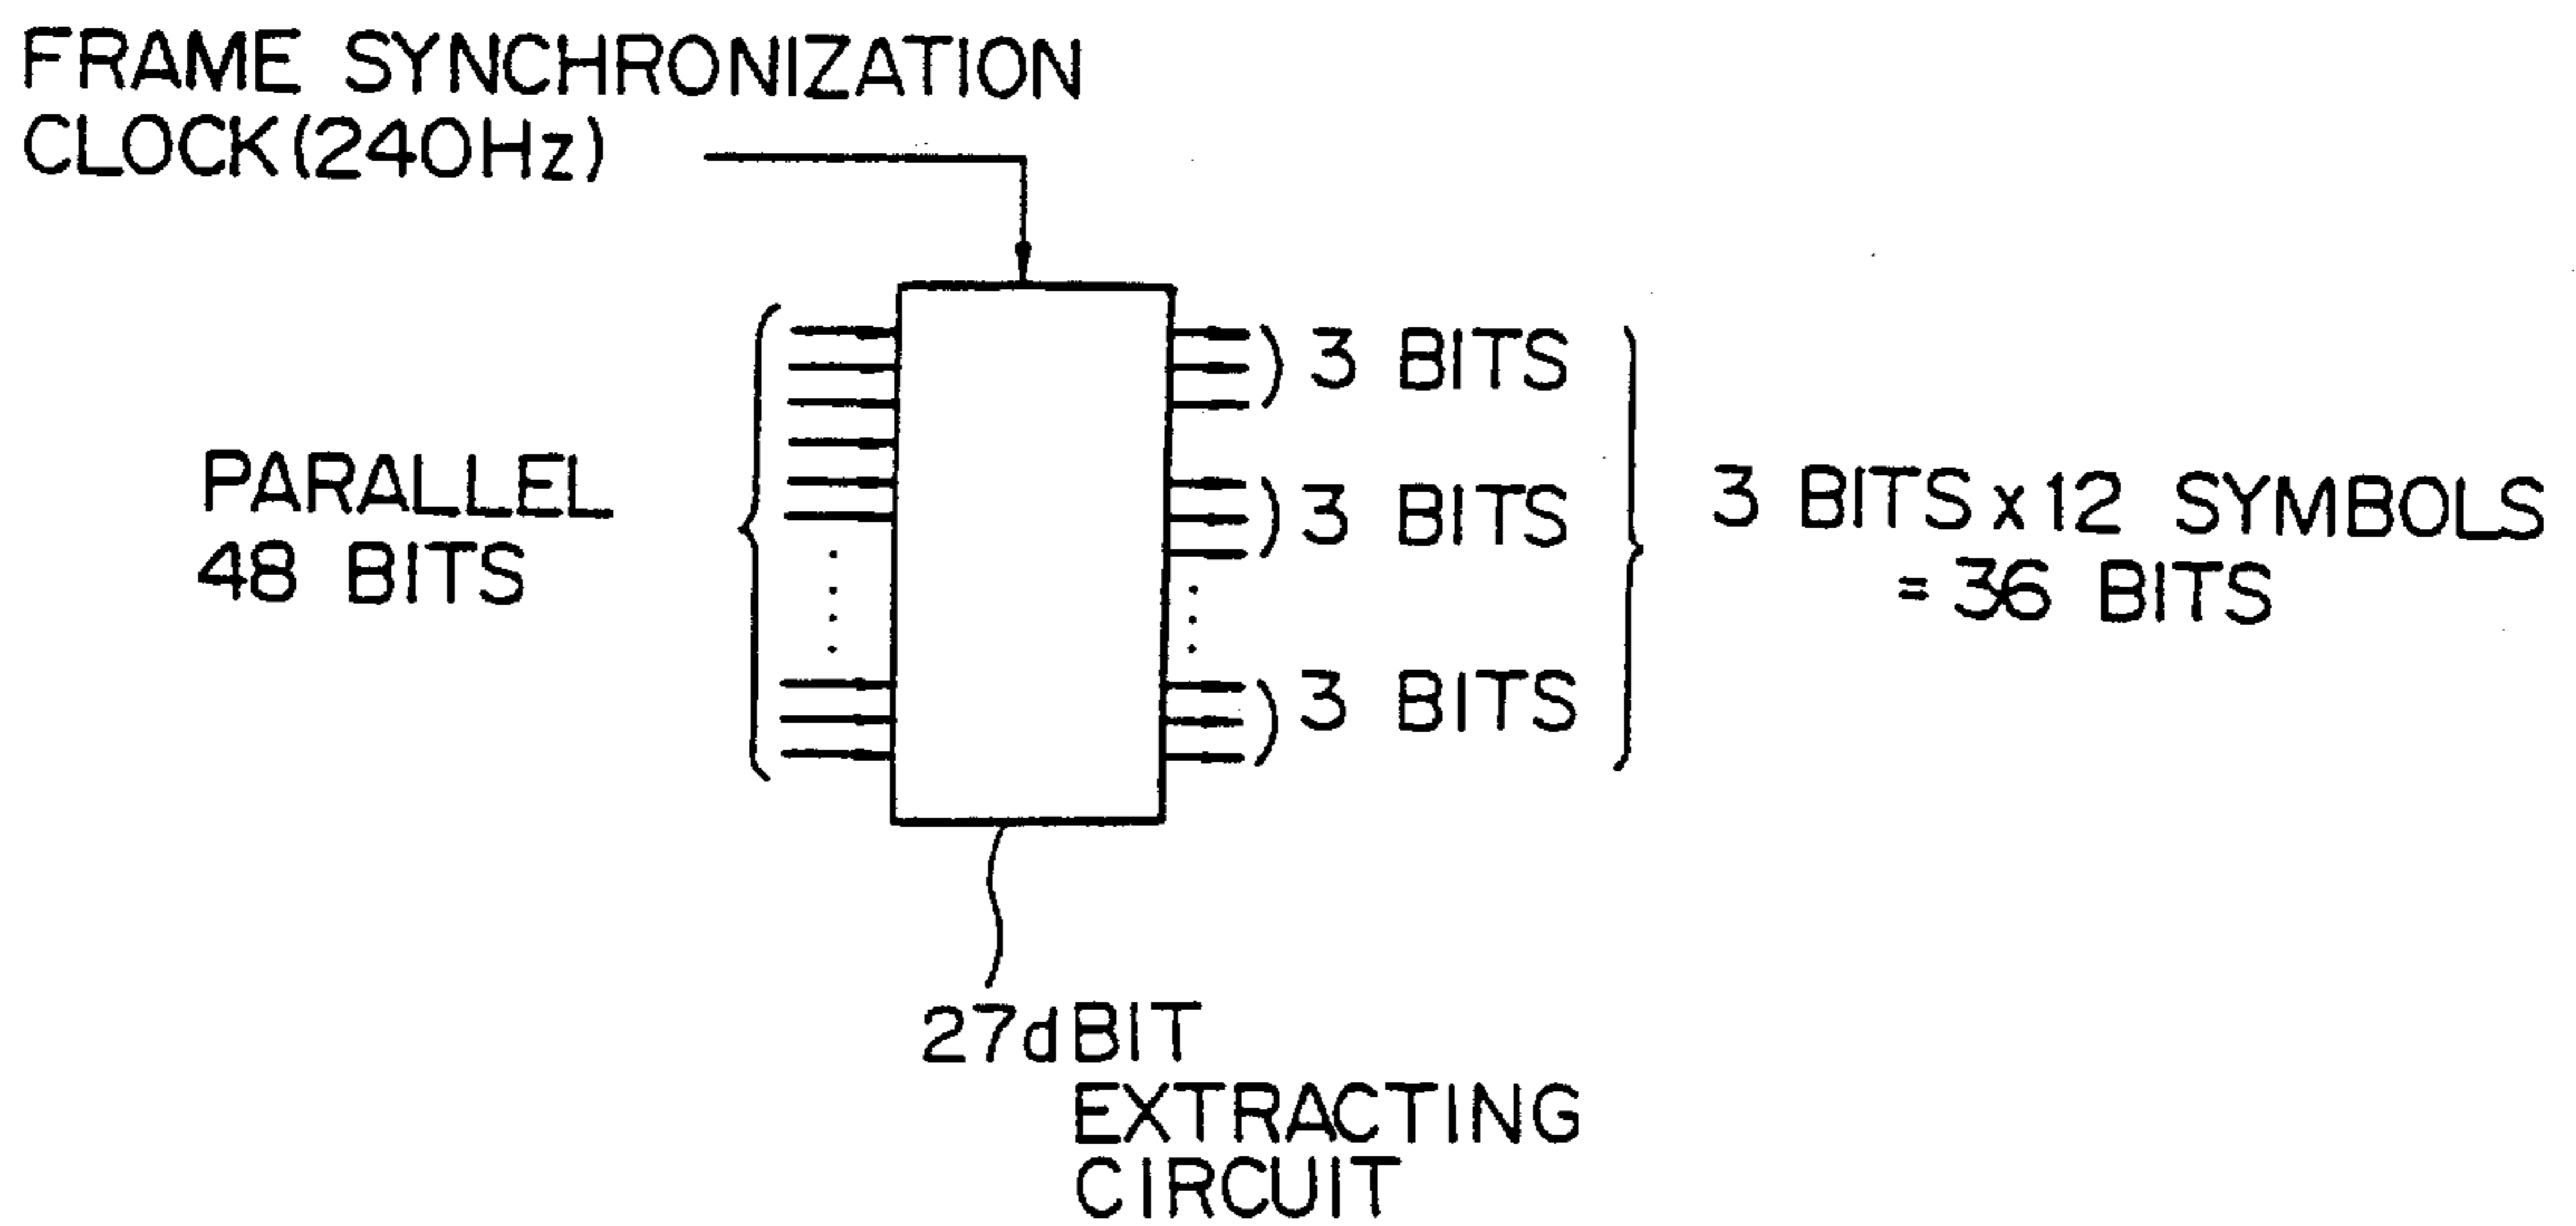 FRAME SYNCHRONIZATION
CLOCK(240Hz)
PARALLEL
48 BITS
3 BITS
3 BITS
3 BITS
3 BITS x 12 SYMBOLS
= 36 BITS
27d BIT
EXTRACTING
CIRCUIT